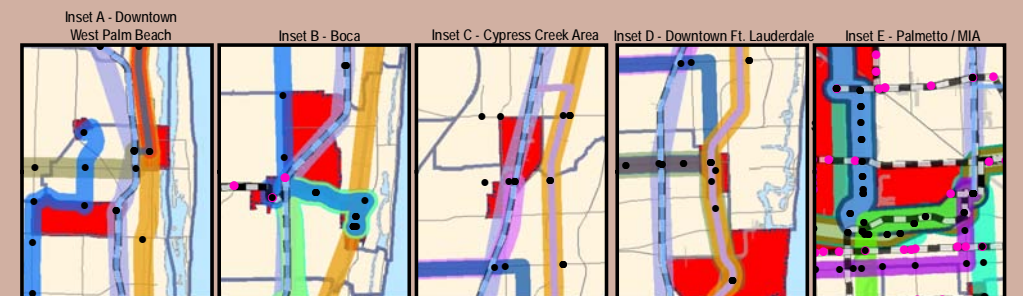 Inset A - Downtown
West Palm Beach
Inset B - Boca
Inset C - Cypress Creek Area
Inset D - Downtown Ft. Lauderdale
Inset E - Palmetto / MIA